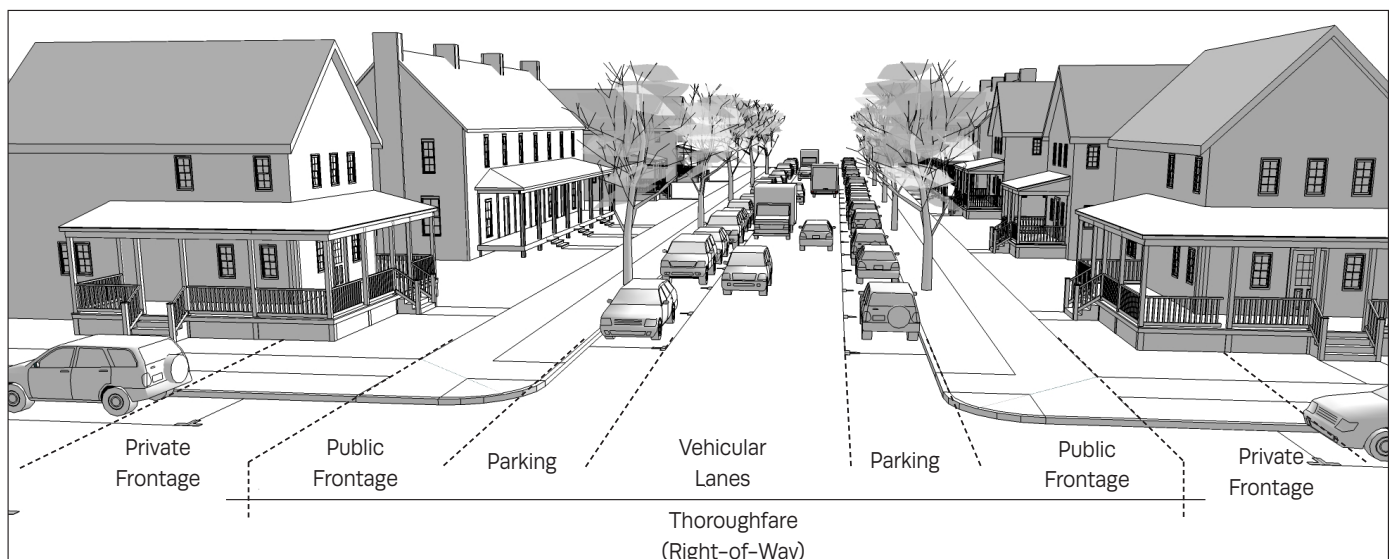 Private
Frontage
Public
Frontage
Parking
Vehicular
Lanes
Parking
Public
Frontage
Private
Frontage
Thoroughfare
(Right-of-Way)